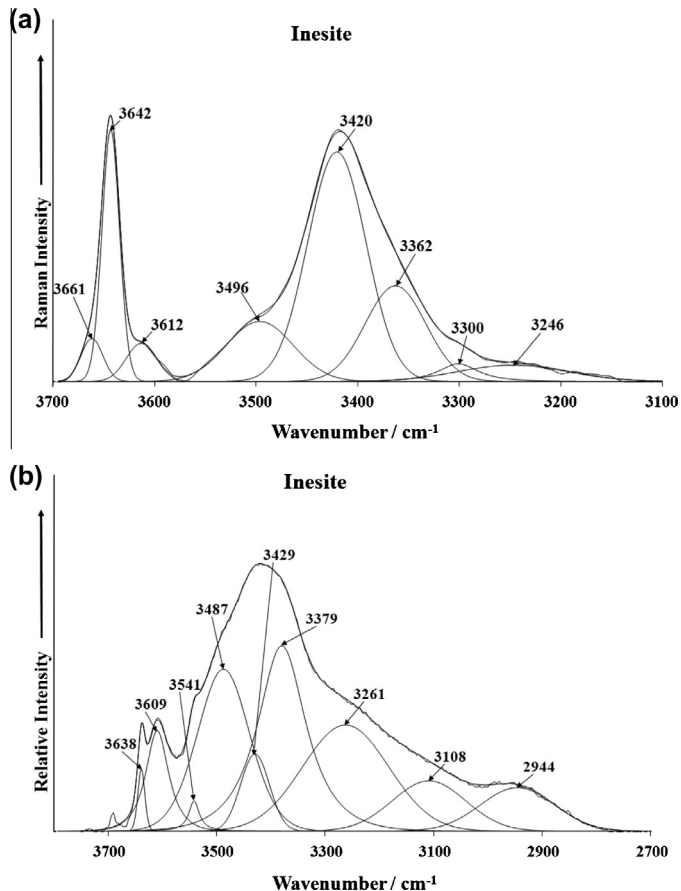 (a)
Inesite
3642
3420
3362
3661
3612
3496
3300
3246
Raman Intensity
3700 3600 3500 3400 3300 3200 3100
Wavenumber / cm⁻¹
(b)
Inesite
3429
3487
3379
3541
3609
3261
3638
3108
2944
Relative Intensity
3700 3500 3300 3100 2900 2700
Wavenumber / cm⁻¹